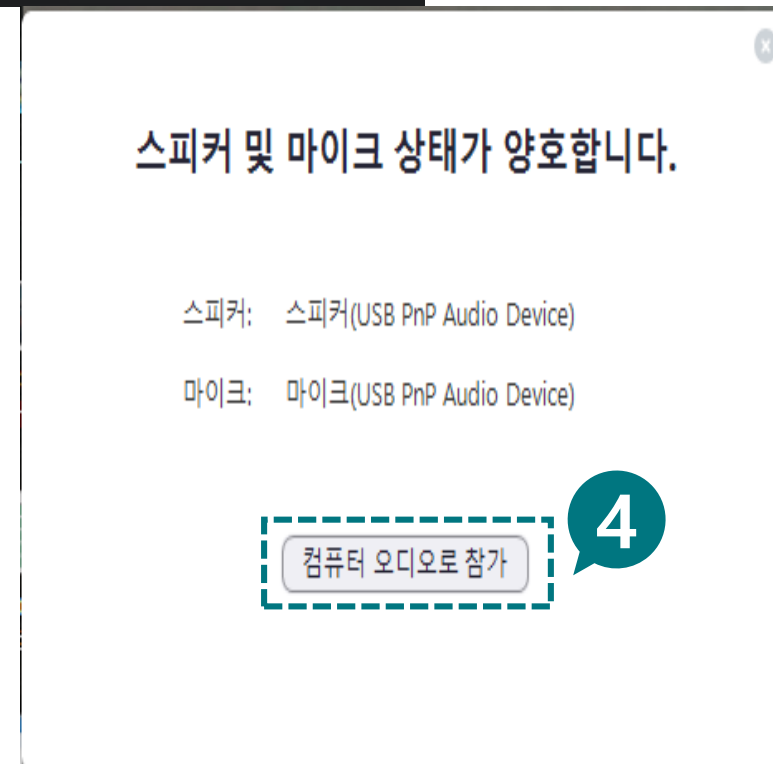 스피커 및 마이크 상태가 양호합니다.
스피커: 스피커(USB PnP Audio Device)
마이크: 마이크(USB PnP Audio Device)
4
컴퓨터 오디오로 참가